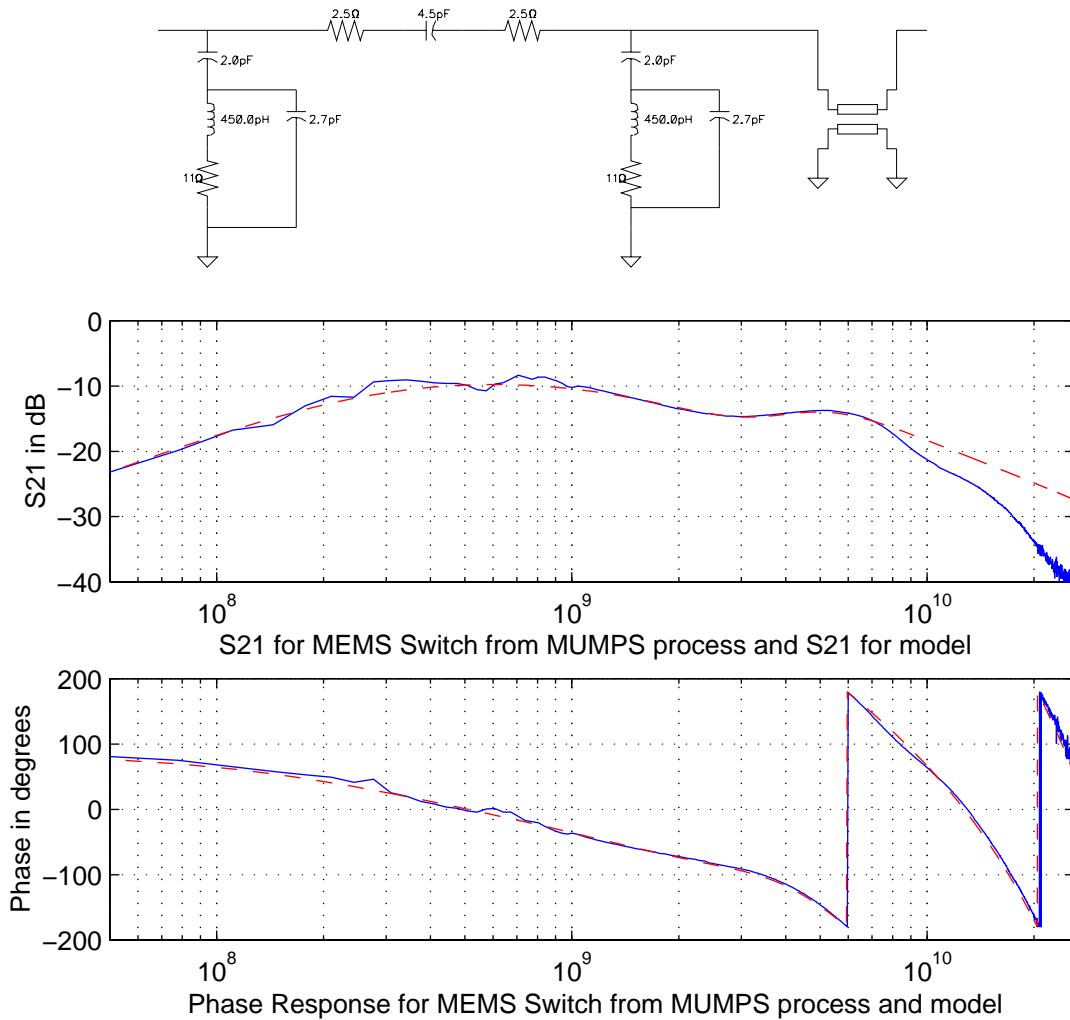 2.5Ω 4.5pF 2.5Ω
2.0pF 2.0pF
450.0pH 2.7pF 450.0pH 2.7pF
11Ω 11Ω
S21 in dB
0
−10
−20
−30
−40
10^8 10^9 10^10
S21 for MEMS Switch from MUMPS process and S21 for model
Phase in degrees
200
100
0
−100
−200
10^8 10^9 10^10
Phase Response for MEMS Switch from MUMPS process and model